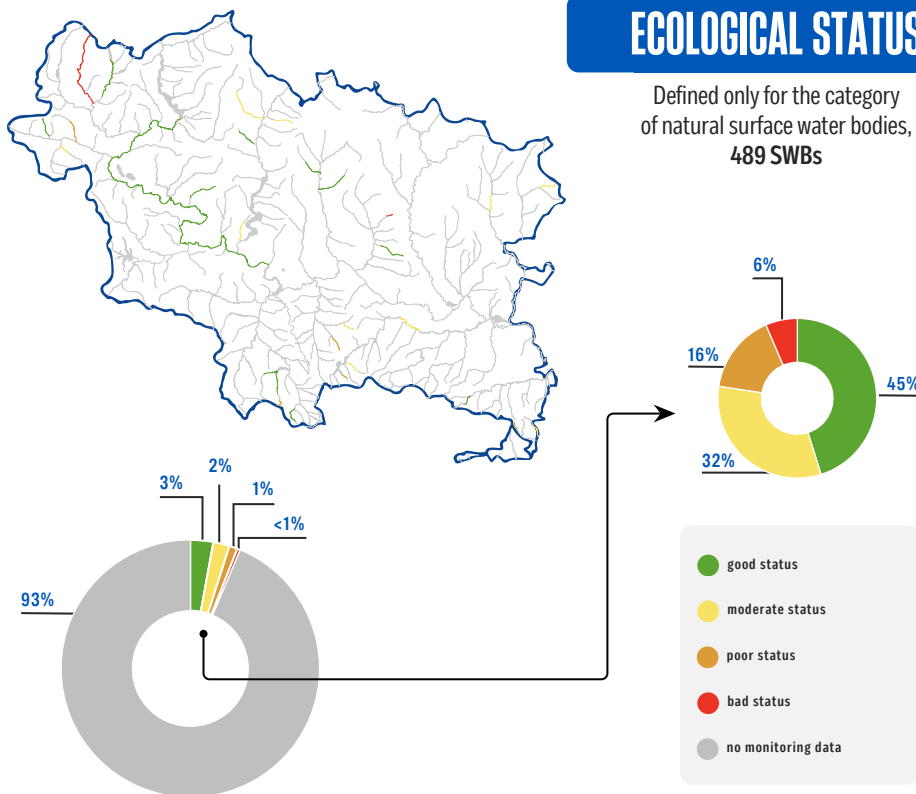 ECOLOGICAL STATUS
Defined only for the category
of natural surface water bodies,
489 SWBs
6%
16%
45%
32%
2%
3%
1%
<1%
93%
good status
moderate status
poor status
bad status
no monitoring data